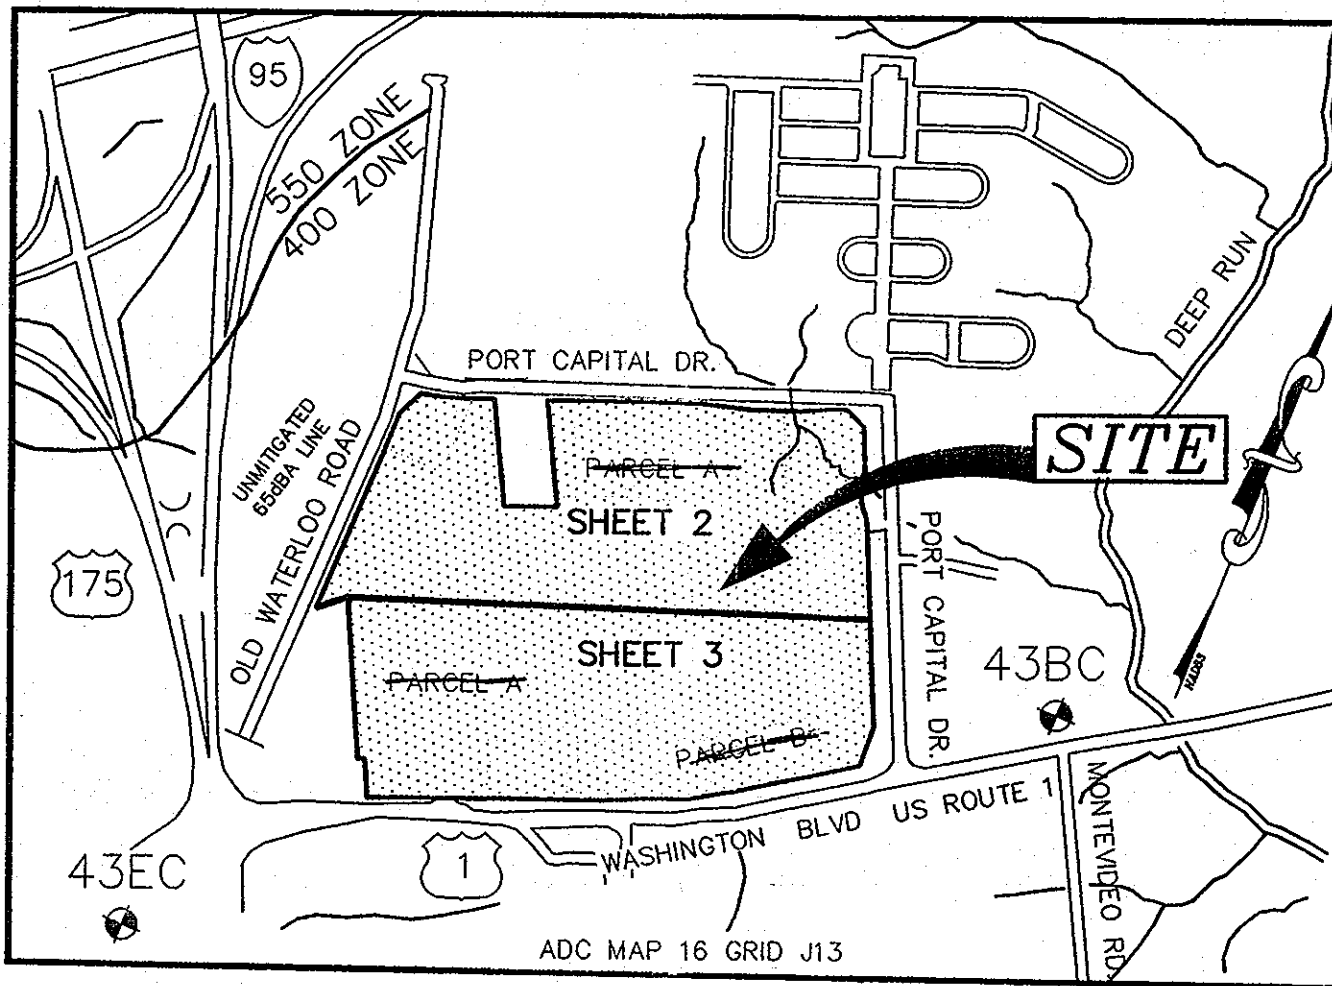 95
550 ZONE
400 ZONE
DEEP RUN
PORT CAPITAL DR.
UNMITIGATED
65dBA LINE
OLD WATERLOO ROAD
PARCEL A
SITE
SHEET 2
175
PORT CAPITAL DR.
SHEET 3
PARCEL A
43BC
NAD83
PARCEL B
WASHINGTON BLVD US ROUTE 1
MONTEVIDEO RD.
1
43EC
ADC MAP 16 GRID J13